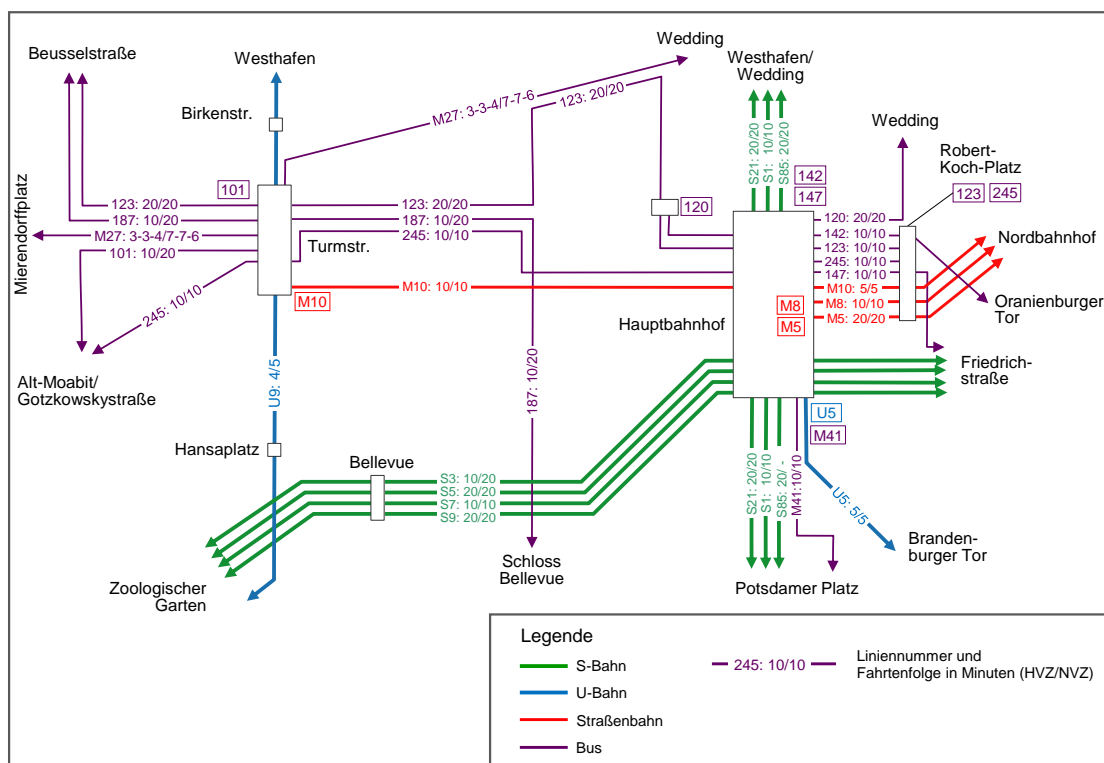 Beusselstraße
Westhafen
Wedding
Westhafen/
Wedding
Birkenstr.
M27: 3-3-4/7-7-6
123: 20/20
S21: 20/20
S1: 10/10
S85: 20/20
Wedding
Robert-
Koch-Platz
101
142
147
123
245
120
Mierendorffplatz
123: 20/20
187: 10/20
M27: 3-3-4/7-7-6
101: 10/20
245: 10/10
Turmstr.
123: 20/20
187: 10/20
245: 10/10
120: 20/20
142: 10/10
123: 10/10
245: 10/10
147: 10/10
M10: 5/5
M8: 10/10
M5: 20/20
Nordbahnhof
M10
M10: 10/10
M8
M5
Hauptbahnhof
Oranienburger
Tor
Friedrich-
straße
Alt-Moabit/
Gotzkowskystraße
U9: 4/5
187: 10/20
U5
M41
Hansaplatz
Bellevue
S3: 10/20
S5: 20/20
S7: 10/10
S9: 20/20
S21: 20/20
S1: 10/10
S85: 20/ -
M41:10/10
U5: 5/5
Branden-
burger Tor
Zoologischer
Garten
Schloss
Bellevue
Potsdamer Platz
Legende
S-Bahn
U-Bahn
Straßenbahn
Bus
245: 10/10
Liniennummer und
Fahrtenfolge in Minuten (HVZ/NVZ)